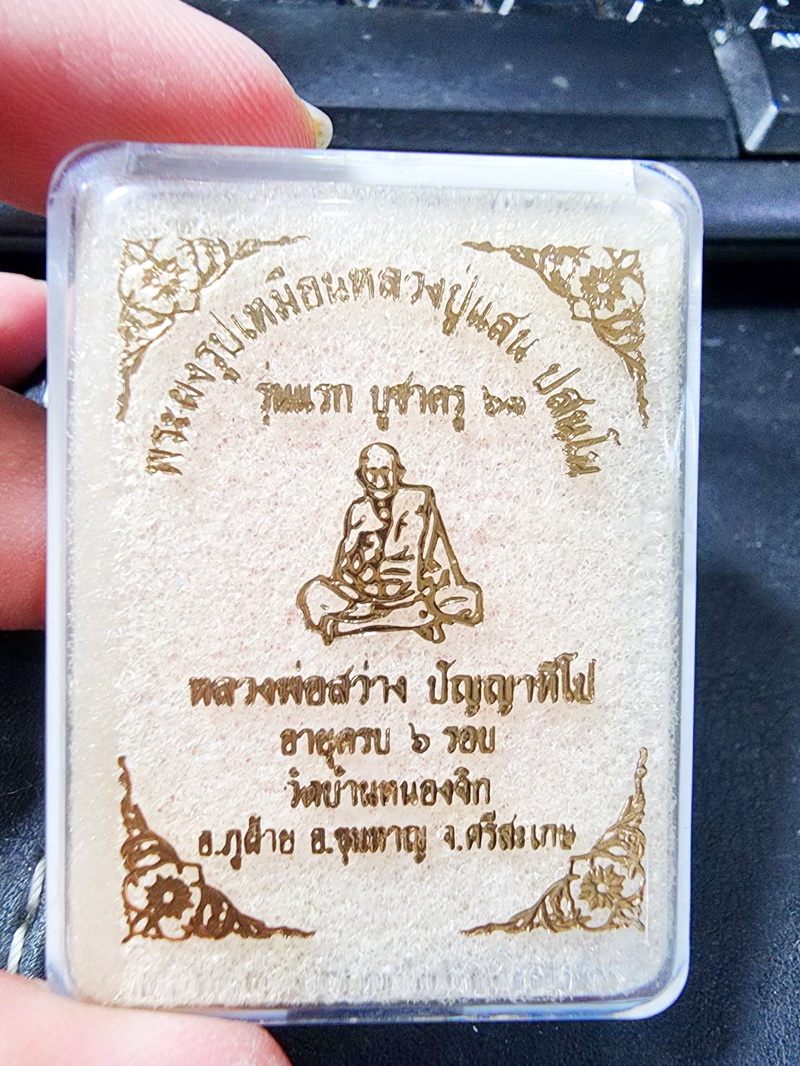 พระผงรูปเหมือนหลวงปู่แสน ปสนฺโน
รุ่นแรก บูชาครู ๖๓
หลวงพ่อสว่าง ปัญญาทีโป
อายุครบ ๖ รอบ
วัดบ้านหนองจิก
ต.ภูฝ้าย อ.ขุนหาญ จ.ศรีสะเกษ